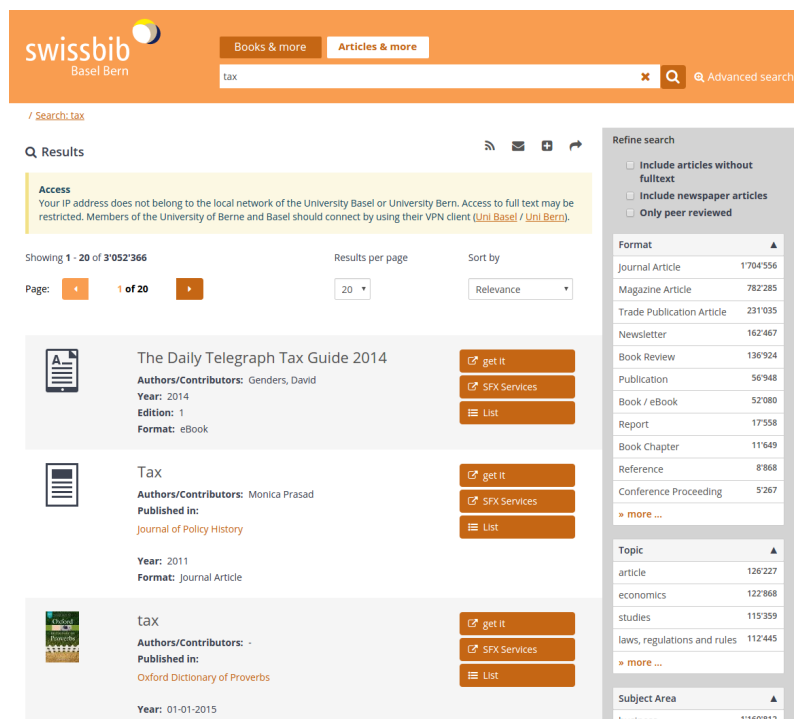 swissbib
Basel Bern
Books & more
Articles & more
tax
Advanced search
/ Search: tax
Results
Access
Your IP address does not belong to the local network of the University Basel or University Bern. Access to full text may be
restricted. Members of the University of Berne and Basel should connect by using their VPN client (Uni Basel / Uni Bern).
Showing 1 - 20 of 3'052'366
Results per page
Sort by
Page:
1 of 20
20
Relevance
The Daily Telegraph Tax Guide 2014
Authors/Contributors: Genders, David
Year: 2014
Edition: 1
Format: eBook
get it
SFX Services
List
Tax
Authors/Contributors: Monica Prasad
Published in:
Journal of Policy History
Year: 2011
Format: Journal Article
get it
SFX Services
List
Oxford
Proverbs
tax
Authors/Contributors: -
Published in:
Oxford Dictionary of Proverbs
Year: 01-01-2015
get it
SFX Services
List
Refine search
Include articles without
fulltext
Include newspaper articles
Only peer reviewed
Format
Journal Article 1'704'556
Magazine Article 782'285
Trade Publication Article 231'035
Newsletter 162'467
Book Review 136'924
Publication 56'948
Book / eBook 52'080
Report 17'558
Book Chapter 11'649
Reference 8'868
Conference Proceeding 5'267
» more ...
Topic
article 126'227
economics 122'868
studies 115'359
laws, regulations and rules 112'445
» more ...
Subject Area